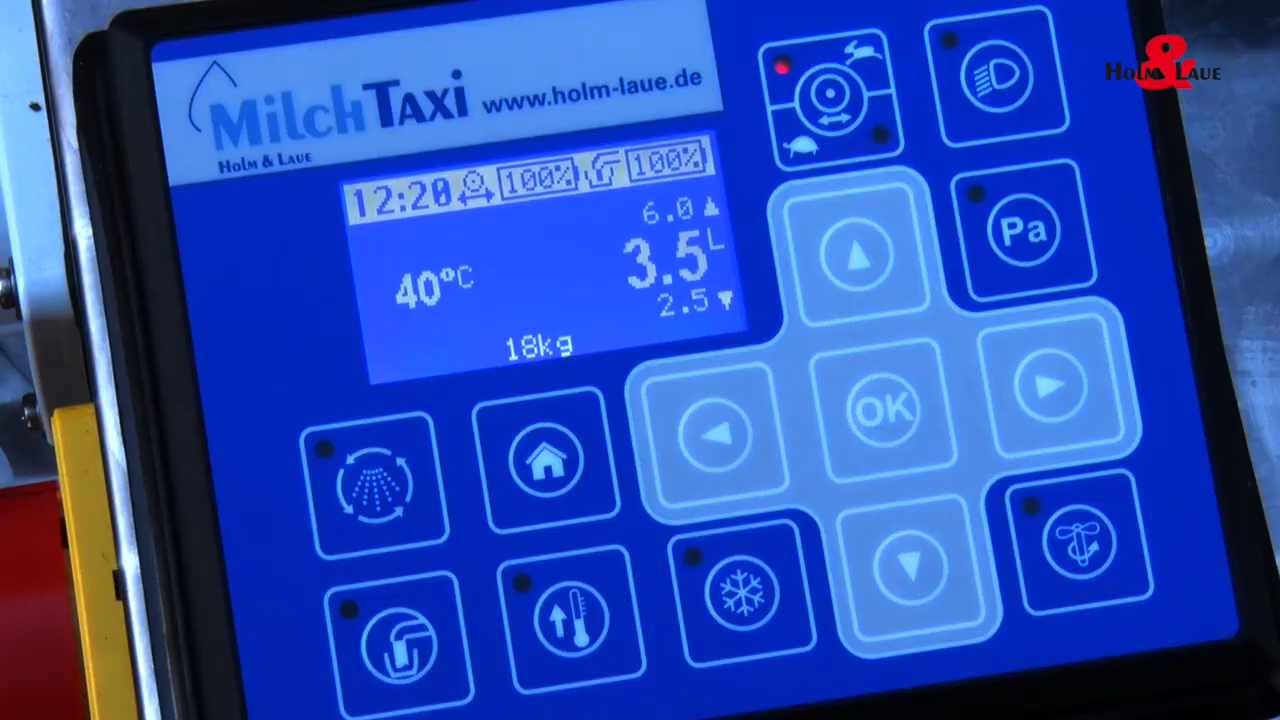 MilchTAXI www.holm-laue.de
HOLM & LAUE
HOLM & LAUE
12:20 100% 100%
6.0
40°C 3.5 L
2.5
18kg
Pa
OK